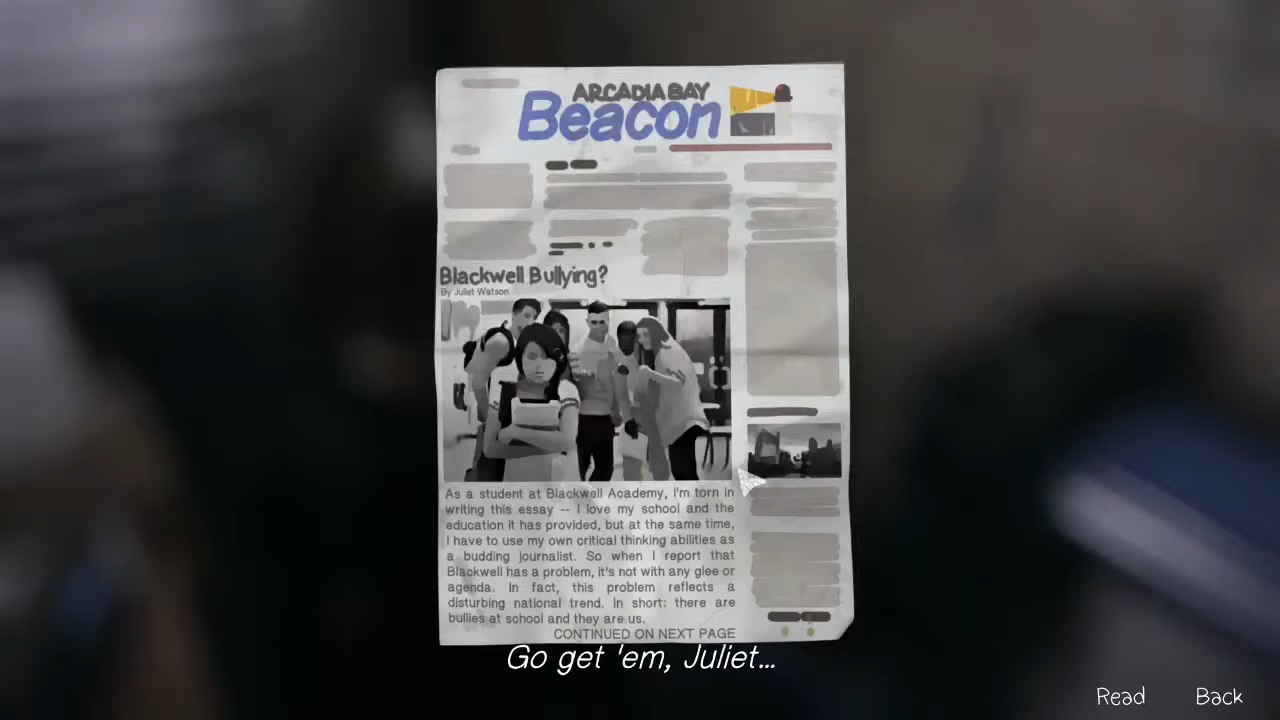 ARCADIA BAY
Beacon
Blackwell Bullying?
By Juliet Watson
As a student at Blackwell Academy, I'm torn in
writing this essay -- I love my school and the
education it has provided, but at the same time,
I have to use my own critical thinking abilities as
a budding journalist. So when I report that
Blackwell has a problem, it's not with any glee or
agenda. In fact, this problem reflects a
disturbing national trend. In short: there are
bullies at school and they are us.
CONTINUED ON NEXT PAGE
Go get 'em, Juliet...
Read
Back